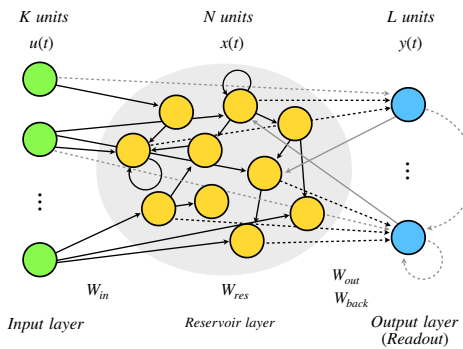 K units
N units
L units
u(t)
x(t)
y(t)
W_in
W_res
W_out
W_back
Input layer
Reservoir layer
Output layer
(Readout)